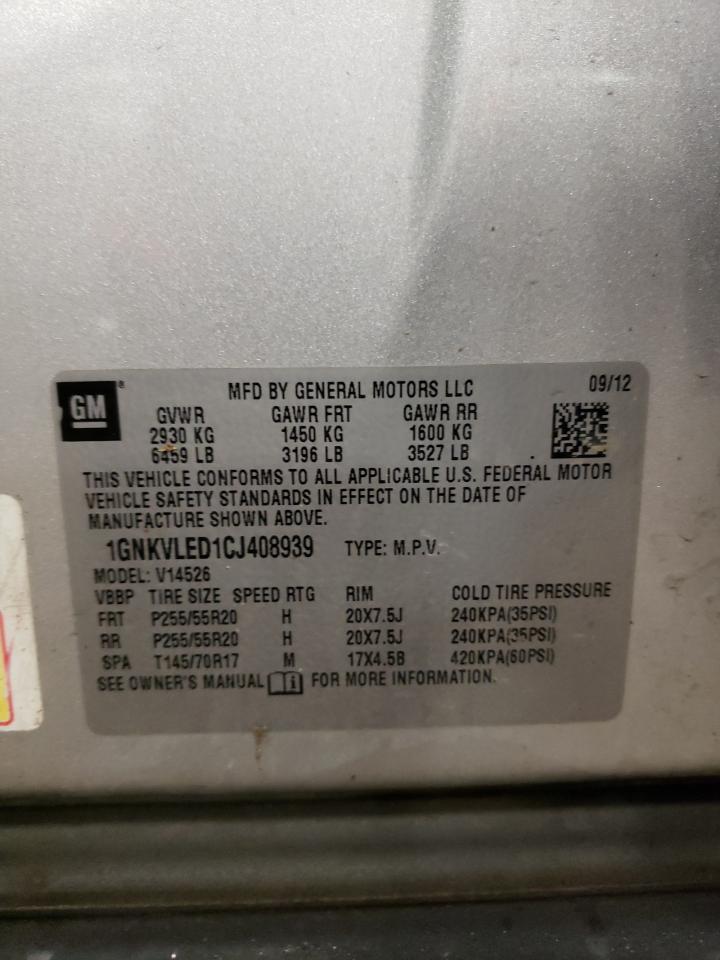 GM ®
MFD BY GENERAL MOTORS LLC 09/12
GVWR GAWR FRT GAWR RR
2930 KG 1450 KG 1600 KG
6459 LB 3196 LB 3527 LB
THIS VEHICLE CONFORMS TO ALL APPLICABLE U.S. FEDERAL MOTOR
VEHICLE SAFETY STANDARDS IN EFFECT ON THE DATE OF
MANUFACTURE SHOWN ABOVE.
1GNKVLED1CJ408939 TYPE: M.P.V.
MODEL: V14526
VBBP TIRE SIZE SPEED RTG RIM COLD TIRE PRESSURE
FRT P255/55R20 H 20X7.5J 240KPA(35PSI)
RR P255/55R20 H 20X7.5J 240KPA(35PSI)
SPA T145/70R17 M 17X4.5B 420KPA(60PSI)
SEE OWNER'S MANUAL FOR MORE INFORMATION.